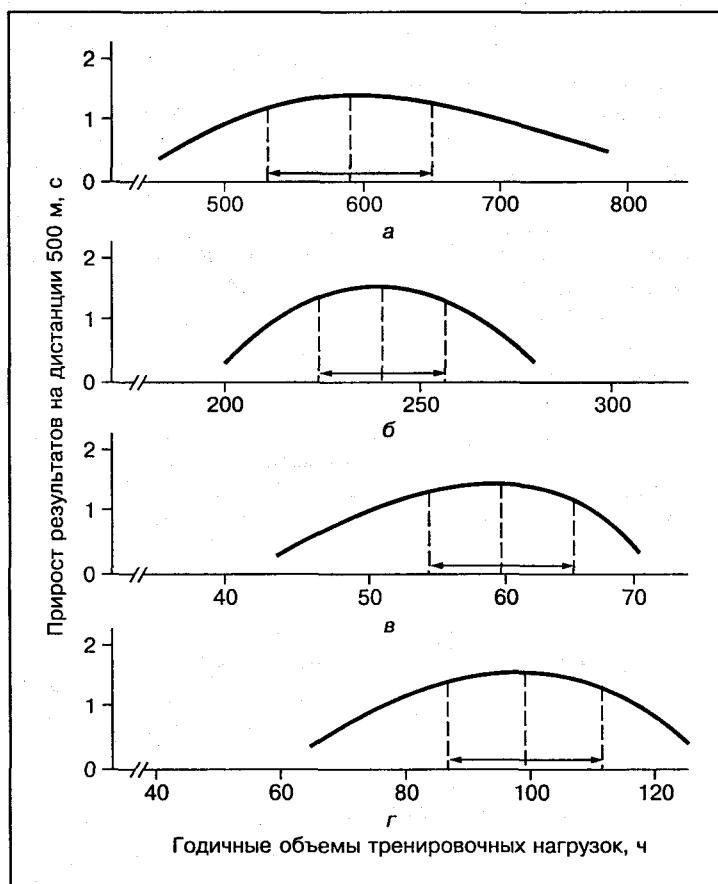 Прирост результатов на дистанции 500 м, с
2
1
0
500 600 700 800
а
2
1
0
200 250 300
б
2
1
0
40 50 60 70
в
2
1
0
40 60 80 100 120
г
Годичные объемы тренировочных нагрузок, ч